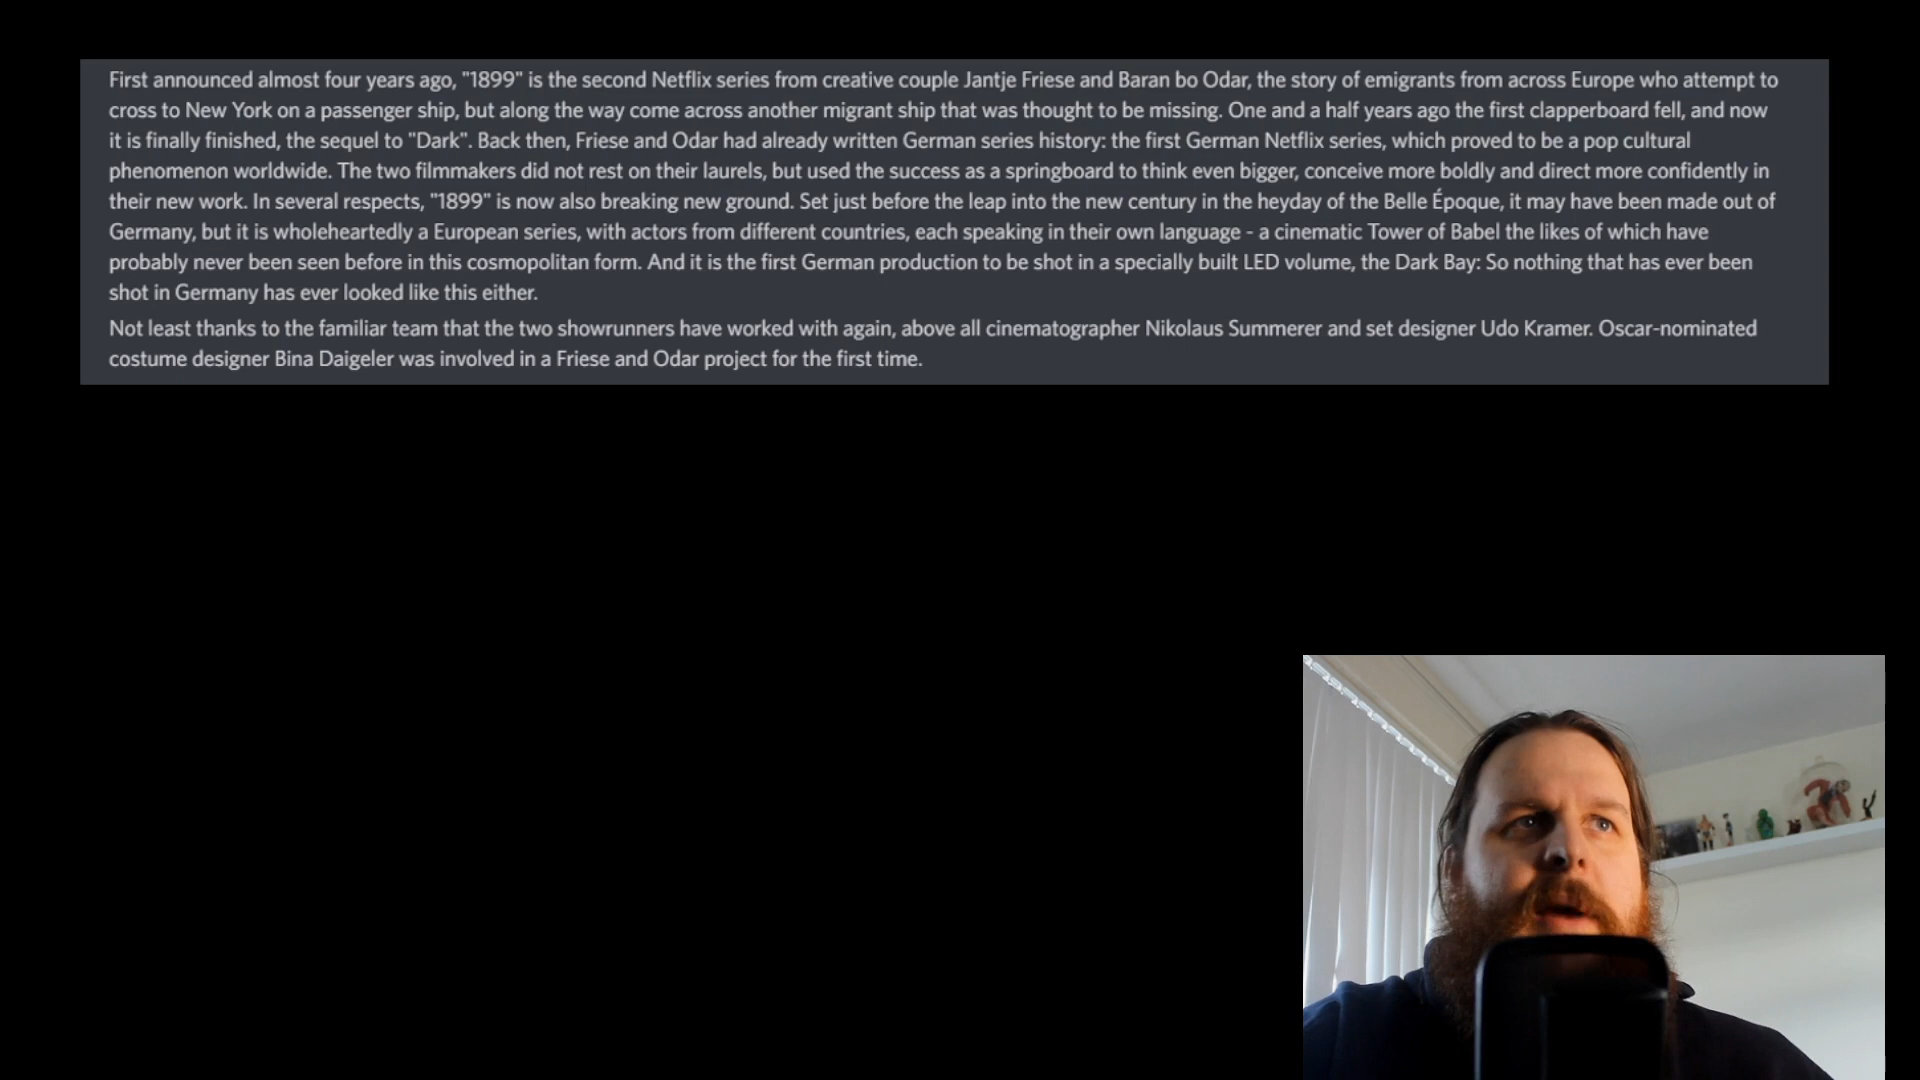 First announced almost four years ago, "1899" is the second Netflix series from creative couple Jantje Friese and Baran bo Odar, the story of emigrants from across Europe who attempt to
cross to New York on a passenger ship, but along the way come across another migrant ship that was thought to be missing. One and a half years ago the first clapperboard fell, and now
it is finally finished, the sequel to "Dark". Back then, Friese and Odar had already written German series history: the first German Netflix series, which proved to be a pop cultural
phenomenon worldwide. The two filmmakers did not rest on their laurels, but used the success as a springboard to think even bigger, conceive more boldly and direct more confidently in
their new work. In several respects, "1899" is now also breaking new ground. Set just before the leap into the new century in the heyday of the Belle Époque, it may have been made out of
Germany, but it is wholeheartedly a European series, with actors from different countries, each speaking in their own language - a cinematic Tower of Babel the likes of which have
probably never been seen before in this cosmopolitan form. And it is the first German production to be shot in a specially built LED volume, the Dark Bay: So nothing that has ever been
shot in Germany has ever looked like this either.
Not least thanks to the familiar team that the two showrunners have worked with again, above all cinematographer Nikolaus Summerer and set designer Udo Kramer. Oscar-nominated
costume designer Bina Daigeler was involved in a Friese and Odar project for the first time.